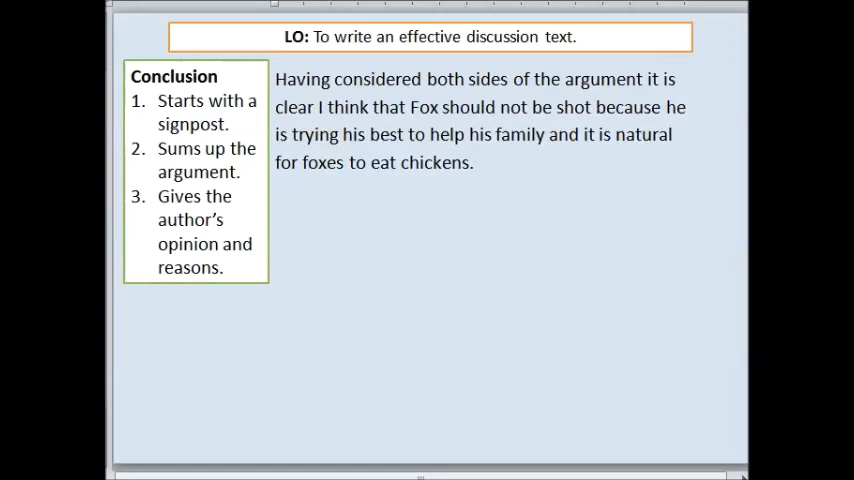 LO: To write an effective discussion text.
Conclusion
1. Starts with a
signpost.
2. Sums up the
argument.
3. Gives the
author's
opinion and
reasons.
Having considered both sides of the argument it is
clear I think that Fox should not be shot because he
is trying his best to help his family and it is natural
for foxes to eat chickens.